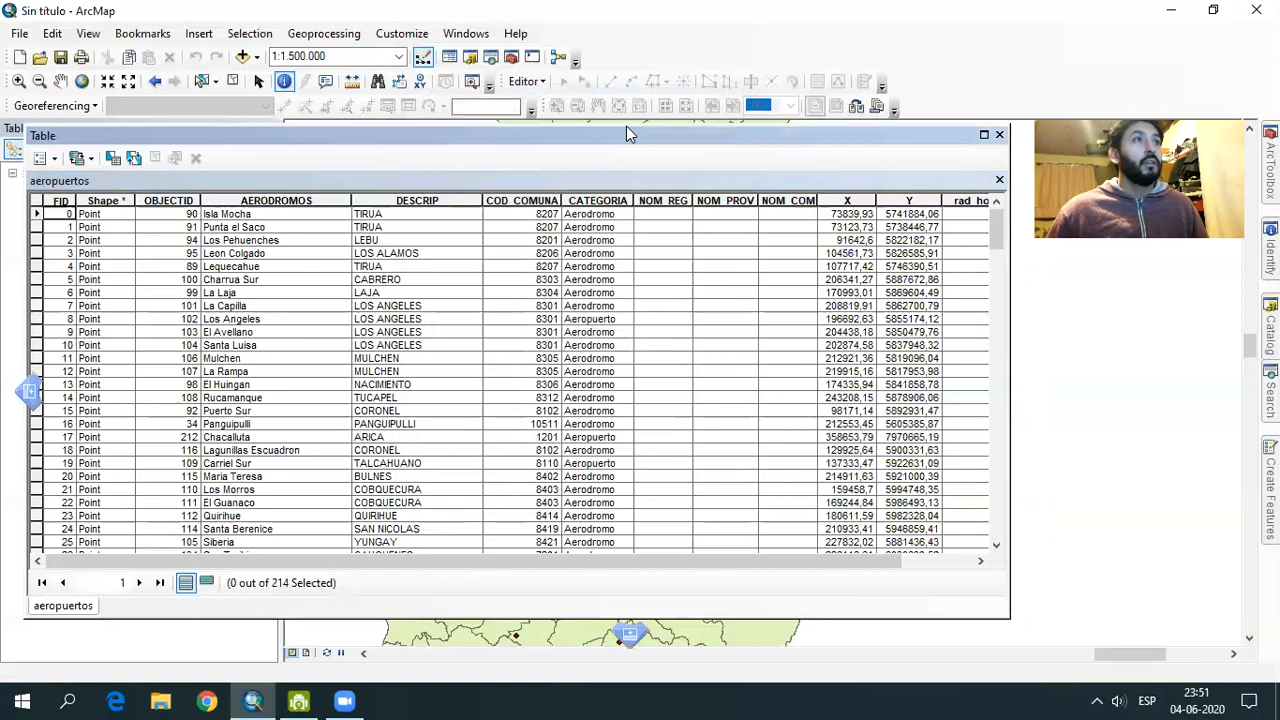 Sin título - ArcMap
File Edit View Bookmarks Insert Selection Geoprocessing Customize Windows Help
1:1.500.000
Editor
Georeferencing
Table
aeropuertos
FID Shape * OBJECTID AERODROMOS DESCRIP COD_COMUNA CATEGORIA NOM_REG NOM_PROV NOM_COM X Y
0 Point 90 Isla Mocha TIRUA 8207 Aerodromo 73839,93 5741884,06
1 Point 91 Punta el Saco TIRUA 8207 Aerodromo 73123,73 5738446,77
2 Point 94 Los Pehuenches LEBU 8201 Aerodromo 91642,6 5822182,17
3 Point 95 Leon Colgado LOS ALAMOS 8206 Aerodromo 104561,73 5826585,91
4 Point 89 Lequecahue TIRUA 8207 Aerodromo 107717,42 5746390,51
5 Point 100 Charrua Sur CABRERO 8303 Aerodromo 206341,27 5887672,86
6 Point 99 La Laja LAJA 8304 Aerodromo 170993,01 5869604,49
7 Point 101 La Capilla LOS ANGELES 8301 Aerodromo 208819,91 5862700,79
8 Point 102 Los Angeles LOS ANGELES 8301 Aeropuerto 196692,63 5855174,12
9 Point 103 El Avellano LOS ANGELES 8301 Aerodromo 204438,18 5850479,76
10 Point 104 Santa Luisa LOS ANGELES 8301 Aerodromo 202874,58 5837948,32
11 Point 106 Mulchen MULCHEN 8305 Aerodromo 212921,36 5819096,04
12 Point 107 La Rampa MULCHEN 8305 Aerodromo 219915,16 5817953,98
13 Point 98 El Huingan NACIMIENTO 8306 Aerodromo 174335,94 5841858,78
14 Point 108 Rucamanque TUCAPEL 8312 Aerodromo 243208,15 5878906,06
15 Point 92 Puerto Sur CORONEL 8102 Aerodromo 98171,14 5892931,47
16 Point 34 Panguipulli PANGUIPULLI 10511 Aerodromo 212553,45 5605385,87
17 Point 212 Chacalluta ARICA 1201 Aeropuerto 358653,79 7970665,19
18 Point 116 Lagunillas Escuadron CORONEL 8102 Aerodromo 129925,64 5900331,63
19 Point 109 Carriel Sur TALCAHUANO 8110 Aeropuerto 137333,47 5922631,09
20 Point 115 Maria Teresa BULNES 8402 Aerodromo 214911,63 5921000,39
21 Point 110 Los Morros COBQUECURA 8403 Aerodromo 159458,7 5994748,35
22 Point 111 El Guanaco COBQUECURA 8403 Aerodromo 169244,84 5986493,13
23 Point 112 Quirihue QUIRIHUE 8414 Aerodromo 180611,59 5982328,04
24 Point 114 Santa Berenice SAN NICOLAS 8419 Aerodromo 210933,41 5946859,41
25 Point 105 Siberia YUNGAY 8421 Aerodromo 227832,02 5890544,24
1
(0 out of 214 Selected)
aeropuertos
ArcToolbox
Identify
Catalog
Search
Create Features
ESP
23:51
04-06-2020